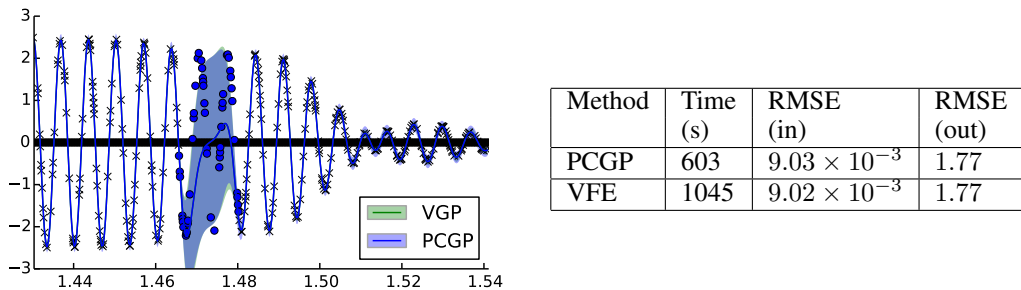 3
2
1
0
−1
−2
−3
1.44 1.46 1.48 1.50 1.52 1.54
VGP
PCGP
Method Time (s) RMSE (in) RMSE (out)
PCGP 603 9.03 × 10⁻³ 1.77
VFE 1045 9.02 × 10⁻³ 1.77